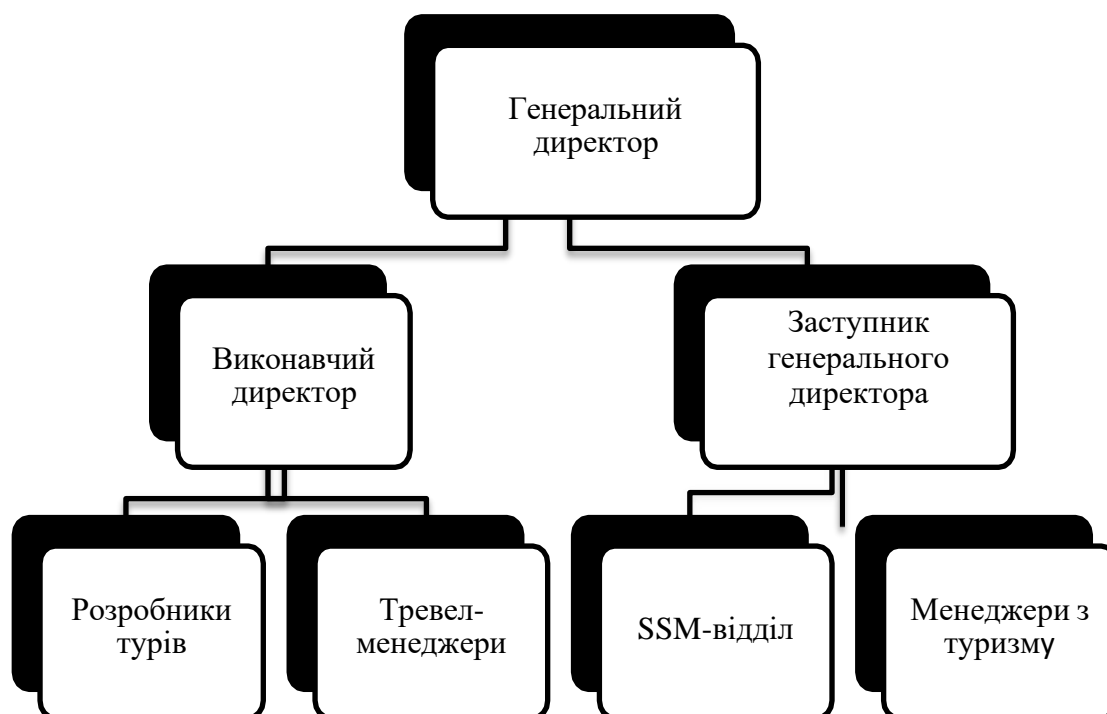 Генеральний
директор
Виконавчий
директор
Заступник
генерального
директора
Розробники
турів
Тревел-
менеджери
SSM-відділ
Менеджери з
туризму